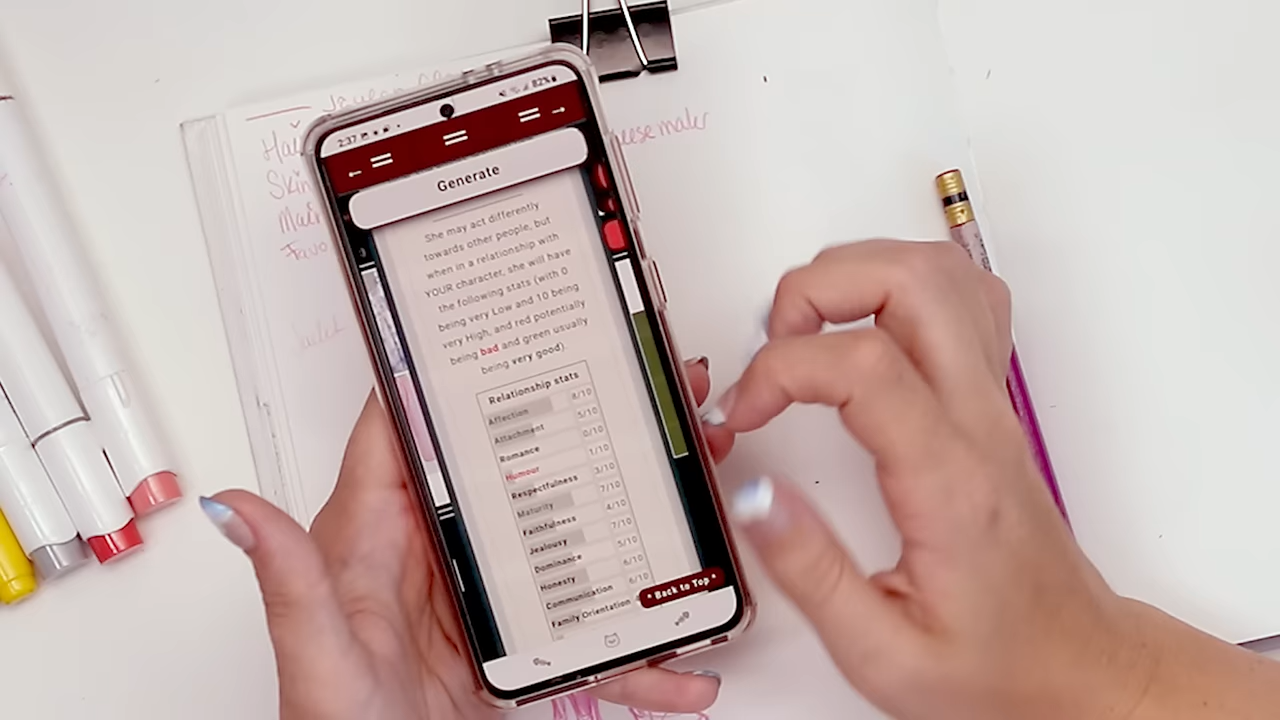 2:37
82%
Generate
She may act differently
towards other people, but
when in a relationship with
YOUR character, she will have
the following stats (with 0
being very Low and 10 being
very High, and red potentially
being bad and green usually
being very good).
Relationship stats
Affection 8/10
Attachment 5/10
Romance 0/10
Humour 1/10
Respectfulness 3/10
Maturity 7/10
Faithfulness 4/10
Jealousy 7/10
Dominance 5/10
Honesty 6/10
Communication 6/10
Family Orientation
Back to Top
Skin
Favo